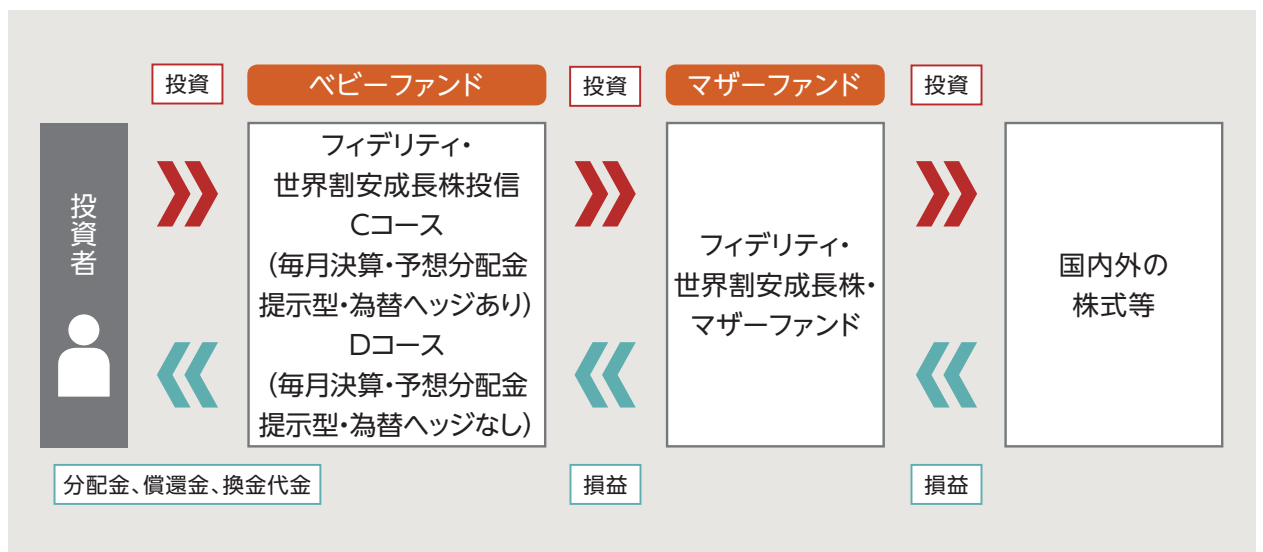 投資
ベビーファンド
投資
マザーファンド
投資
投資者
フィデリティ・
世界割安成長株投信
Cコース
(毎月決算・予想分配金
提示型・為替ヘッジあり)
Dコース
(毎月決算・予想分配金
提示型・為替ヘッジなし)
フィデリティ・
世界割安成長株・
マザーファンド
国内外の
株式等
分配金、償還金、換金代金
損益
損益